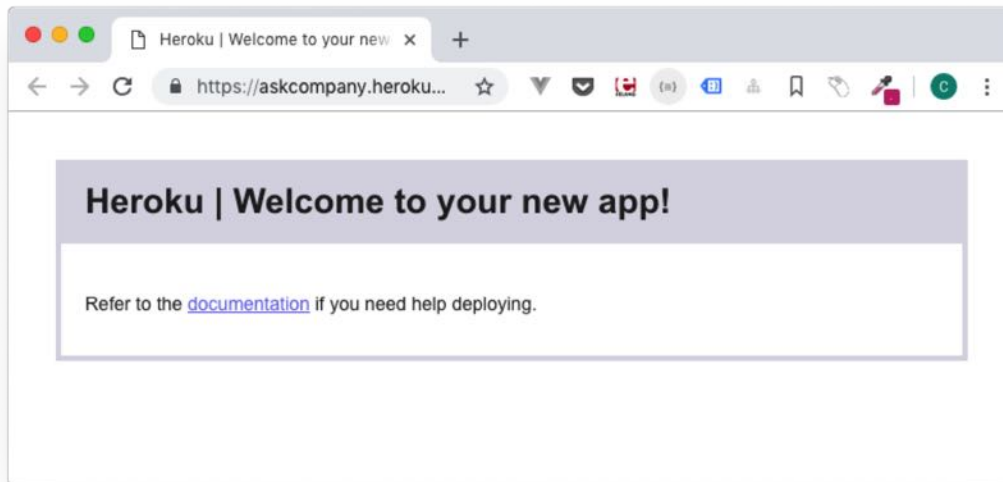 Heroku | Welcome to your new
https://askcompany.heroku...
C
Heroku | Welcome to your new app!
Refer to the documentation if you need help deploying.